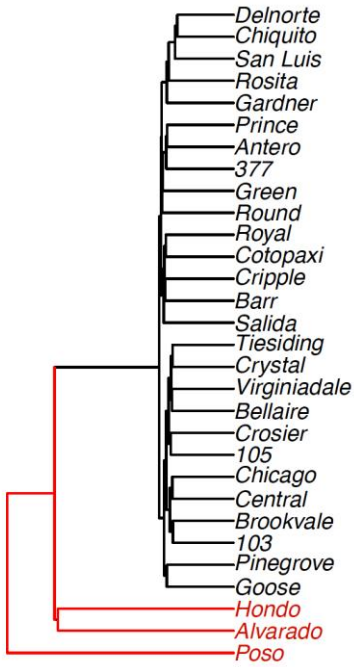 Delnorte
Chiquito
San Luis
Rosita
Gardner
Prince
Antero
377
Green
Round
Royal
Cotopaxi
Cripple
Barr
Salida
Tiesiding
Crystal
Virginiadale
Bellaire
Crosier
105
Chicago
Central
Brookvale
103
Pinegrove
Goose
Hondo
Alvarado
Poso